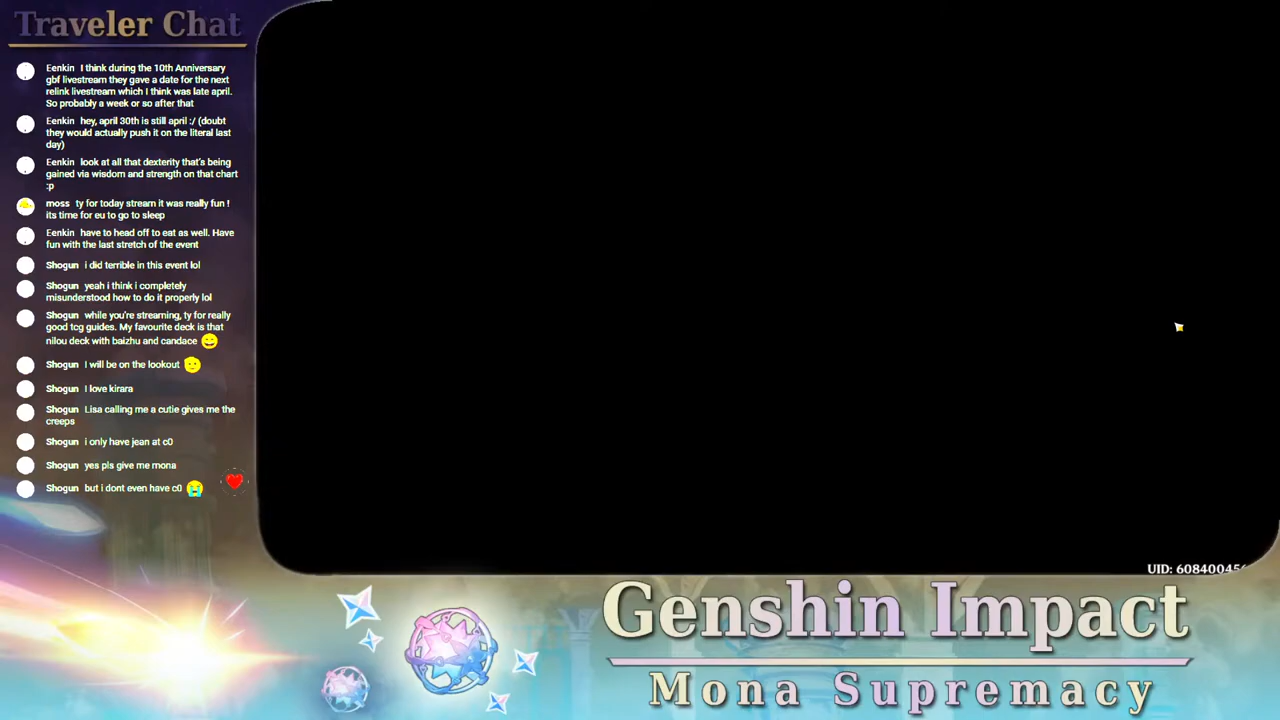 Traveler Chat
Eenkin I think during the 10th Anniversary
gbf livestream they gave a date for the next
relink livestream which I think was late april.
So probably a week or so after that
Eenkin hey, april 30th is still april :/ (doubt
they would actually push it on the literal last
day)
Eenkin look at all that dexterity that's being
gained via wisdom and strength on that chart
:p
moss ty for today stream it was really fun !
its time for eu to go to sleep
Eenkin have to head off to eat as well. Have
fun with the last stretch of the event
Shogun i did terrible in this event lol
Shogun yeah i think i completely
misunderstood how to do it properly lol
Shogun while you're streaming, ty for really
good tcg guides. My favourite deck is that
nilou deck with baizhu and candace
Shogun I will be on the lookout
Shogun I love kirara
Shogun Lisa calling me a cutie gives me the
creeps
Shogun i only have jean at c0
Shogun yes pls give me mona
Shogun but i dont even have c0
UID: 60840045
Genshin Impact
Mona Supremacy